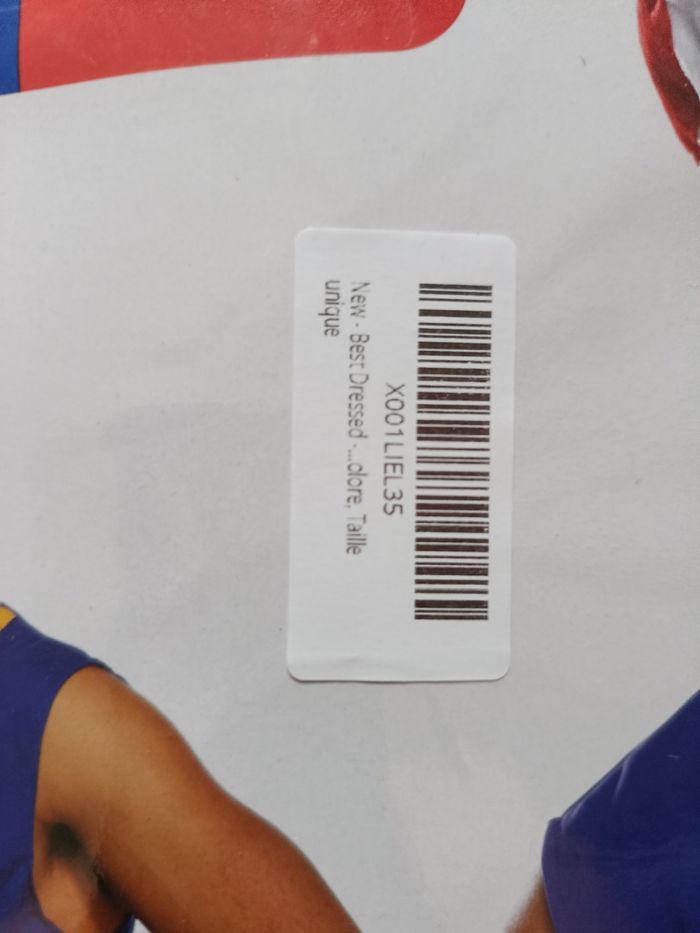 X001LIEL35
New - Best Dressed -...olore, Taille
unique